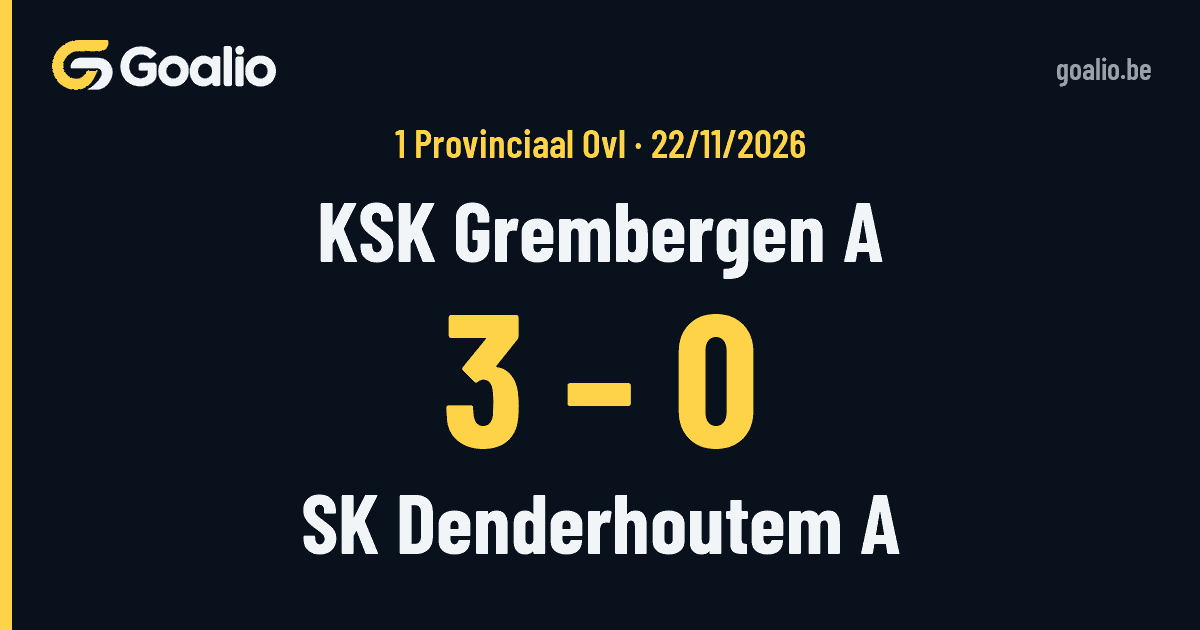 Goalio
goalio.be
1 Provinciaal Ovl · 22/11/2026
KSK Grembergen A
3 – 0
SK Denderhoutem A